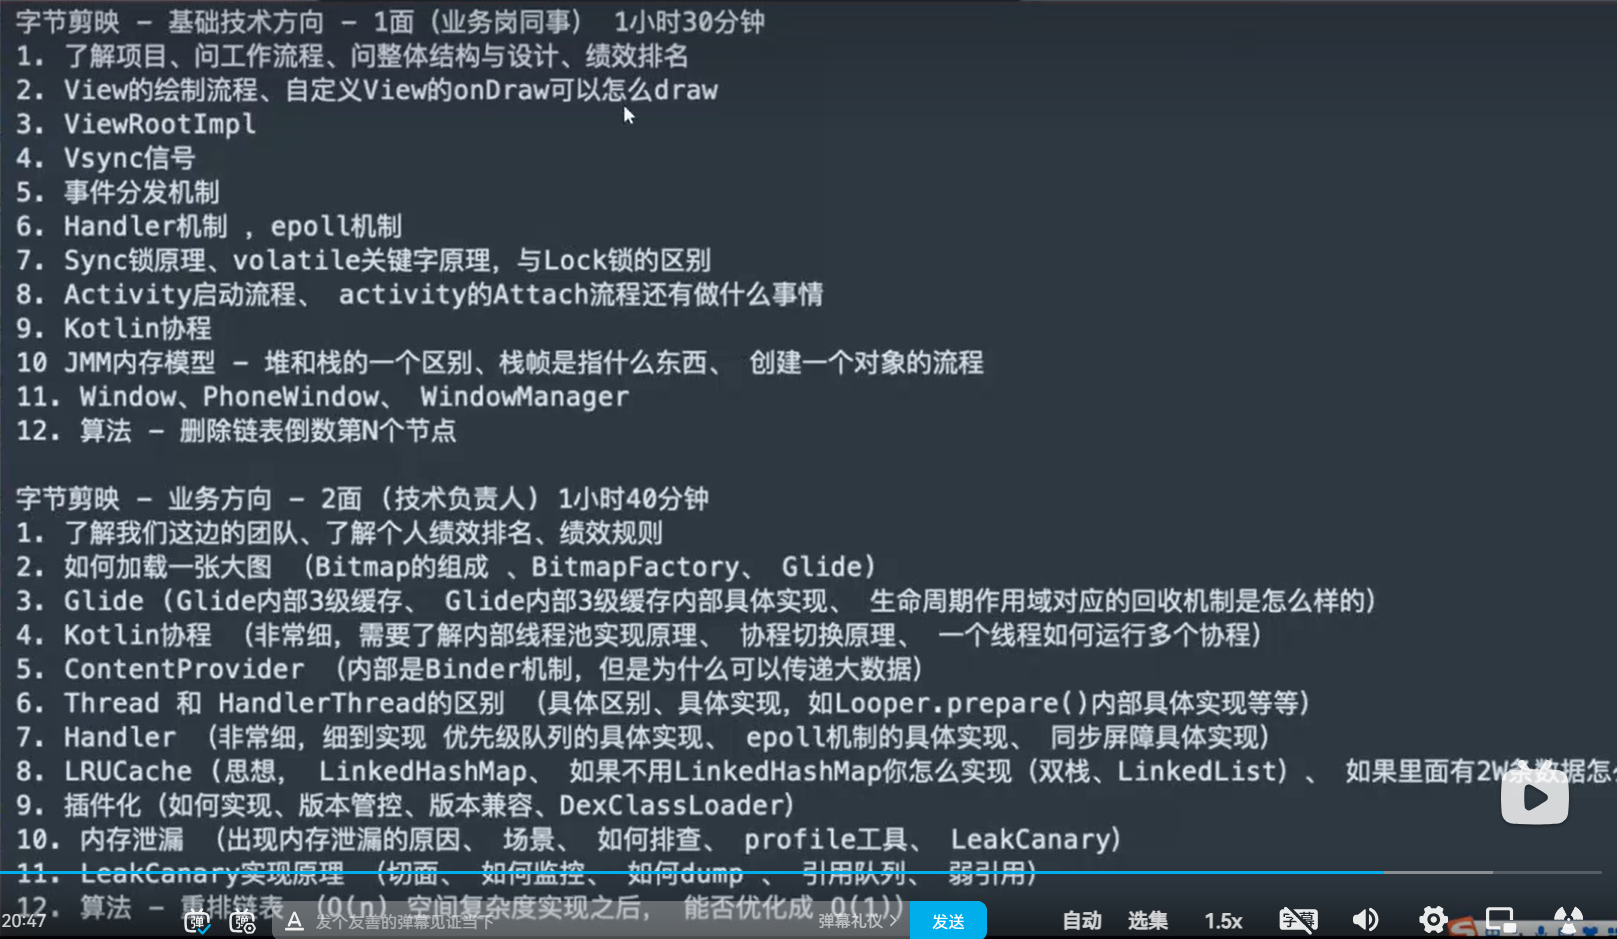 字节剪映 – 基础技术方向 – 1面（业务岗同事） 1小时30分钟
1. 了解项目、问工作流程、问整体结构与设计、绩效排名
2. View的绘制流程、自定义View的onDraw可以怎么draw
3. ViewRootImpl
4. Vsync信号
5. 事件分发机制
6. Handler机制 ，epoll机制
7. Sync锁原理、volatile关键字原理，与Lock锁的区别
8. Activity启动流程、 activity的Attach流程还有做什么事情
9. Kotlin协程
10 JMM内存模型 – 堆和栈的一个区别、栈帧是指什么东西、 创建一个对象的流程
11. Window、PhoneWindow、 WindowManager
12. 算法 – 删除链表倒数第N个节点
字节剪映 – 业务方向 – 2面 (技术负责人) 1小时40分钟
1. 了解我们这边的团队、了解个人绩效排名、绩效规则
2. 如何加载一张大图 （Bitmap的组成 、BitmapFactory、 Glide）
3. Glide（Glide内部3级缓存、 Glide内部3级缓存内部具体实现、 生命周期作用域对应的回收机制是怎么样的）
4. Kotlin协程 （非常细，需要了解内部线程池实现原理、 协程切换原理、 一个线程如何运行多个协程）
5. ContentProvider （内部是Binder机制，但是为什么可以传递大数据）
6. Thread 和 HandlerThread的区别 （具体区别、具体实现，如Looper.prepare()内部具体实现等等）
7. Handler （非常细，细到实现 优先级队列的具体实现、 epoll机制的具体实现、 同步屏障具体实现）
8. LRUCache（思想， LinkedHashMap、 如果不用LinkedHashMap你怎么实现（双栈、LinkedList）、 如果里面有2W条数据怎
9. 插件化（如何实现、版本管控、版本兼容、DexClassLoader）
10. 内存泄漏 （出现内存泄漏的原因、 场景、 如何排查、 profile工具、 LeakCanary）
11. LeakCanary实现原理 （切面、 如何监控、 如何dump 、 引用队列、 弱引用）
12. 算法 – 重排链表 （O(n) 空间复杂度实现之后， 能否优化成 O(1)）
20:47 弹 弹 A 发个友善的弹幕见证当下 弹幕礼仪 > 发送 自动 选集 1.5x 字幕